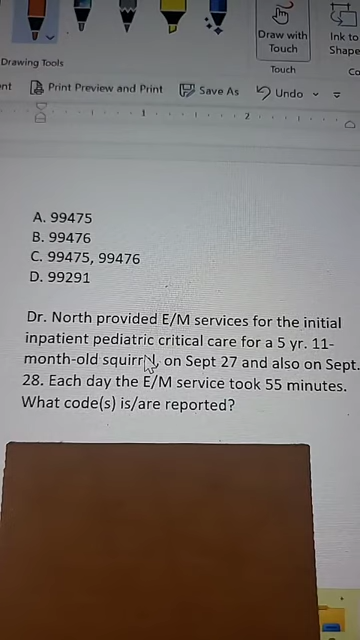 Draw with
Touch
Ink to
Shape
Drawing Tools
Touch
Print Preview and Print
Save As
Undo
1
2
A. 99475
B. 99476
C. 99475, 99476
D. 99291
Dr. North provided E/M services for the initial
inpatient pediatric critical care for a 5 yr. 11-
month-old squirrel, on Sept 27 and also on Sept.
28. Each day the E/M service took 55 minutes.
What code(s) is/are reported?